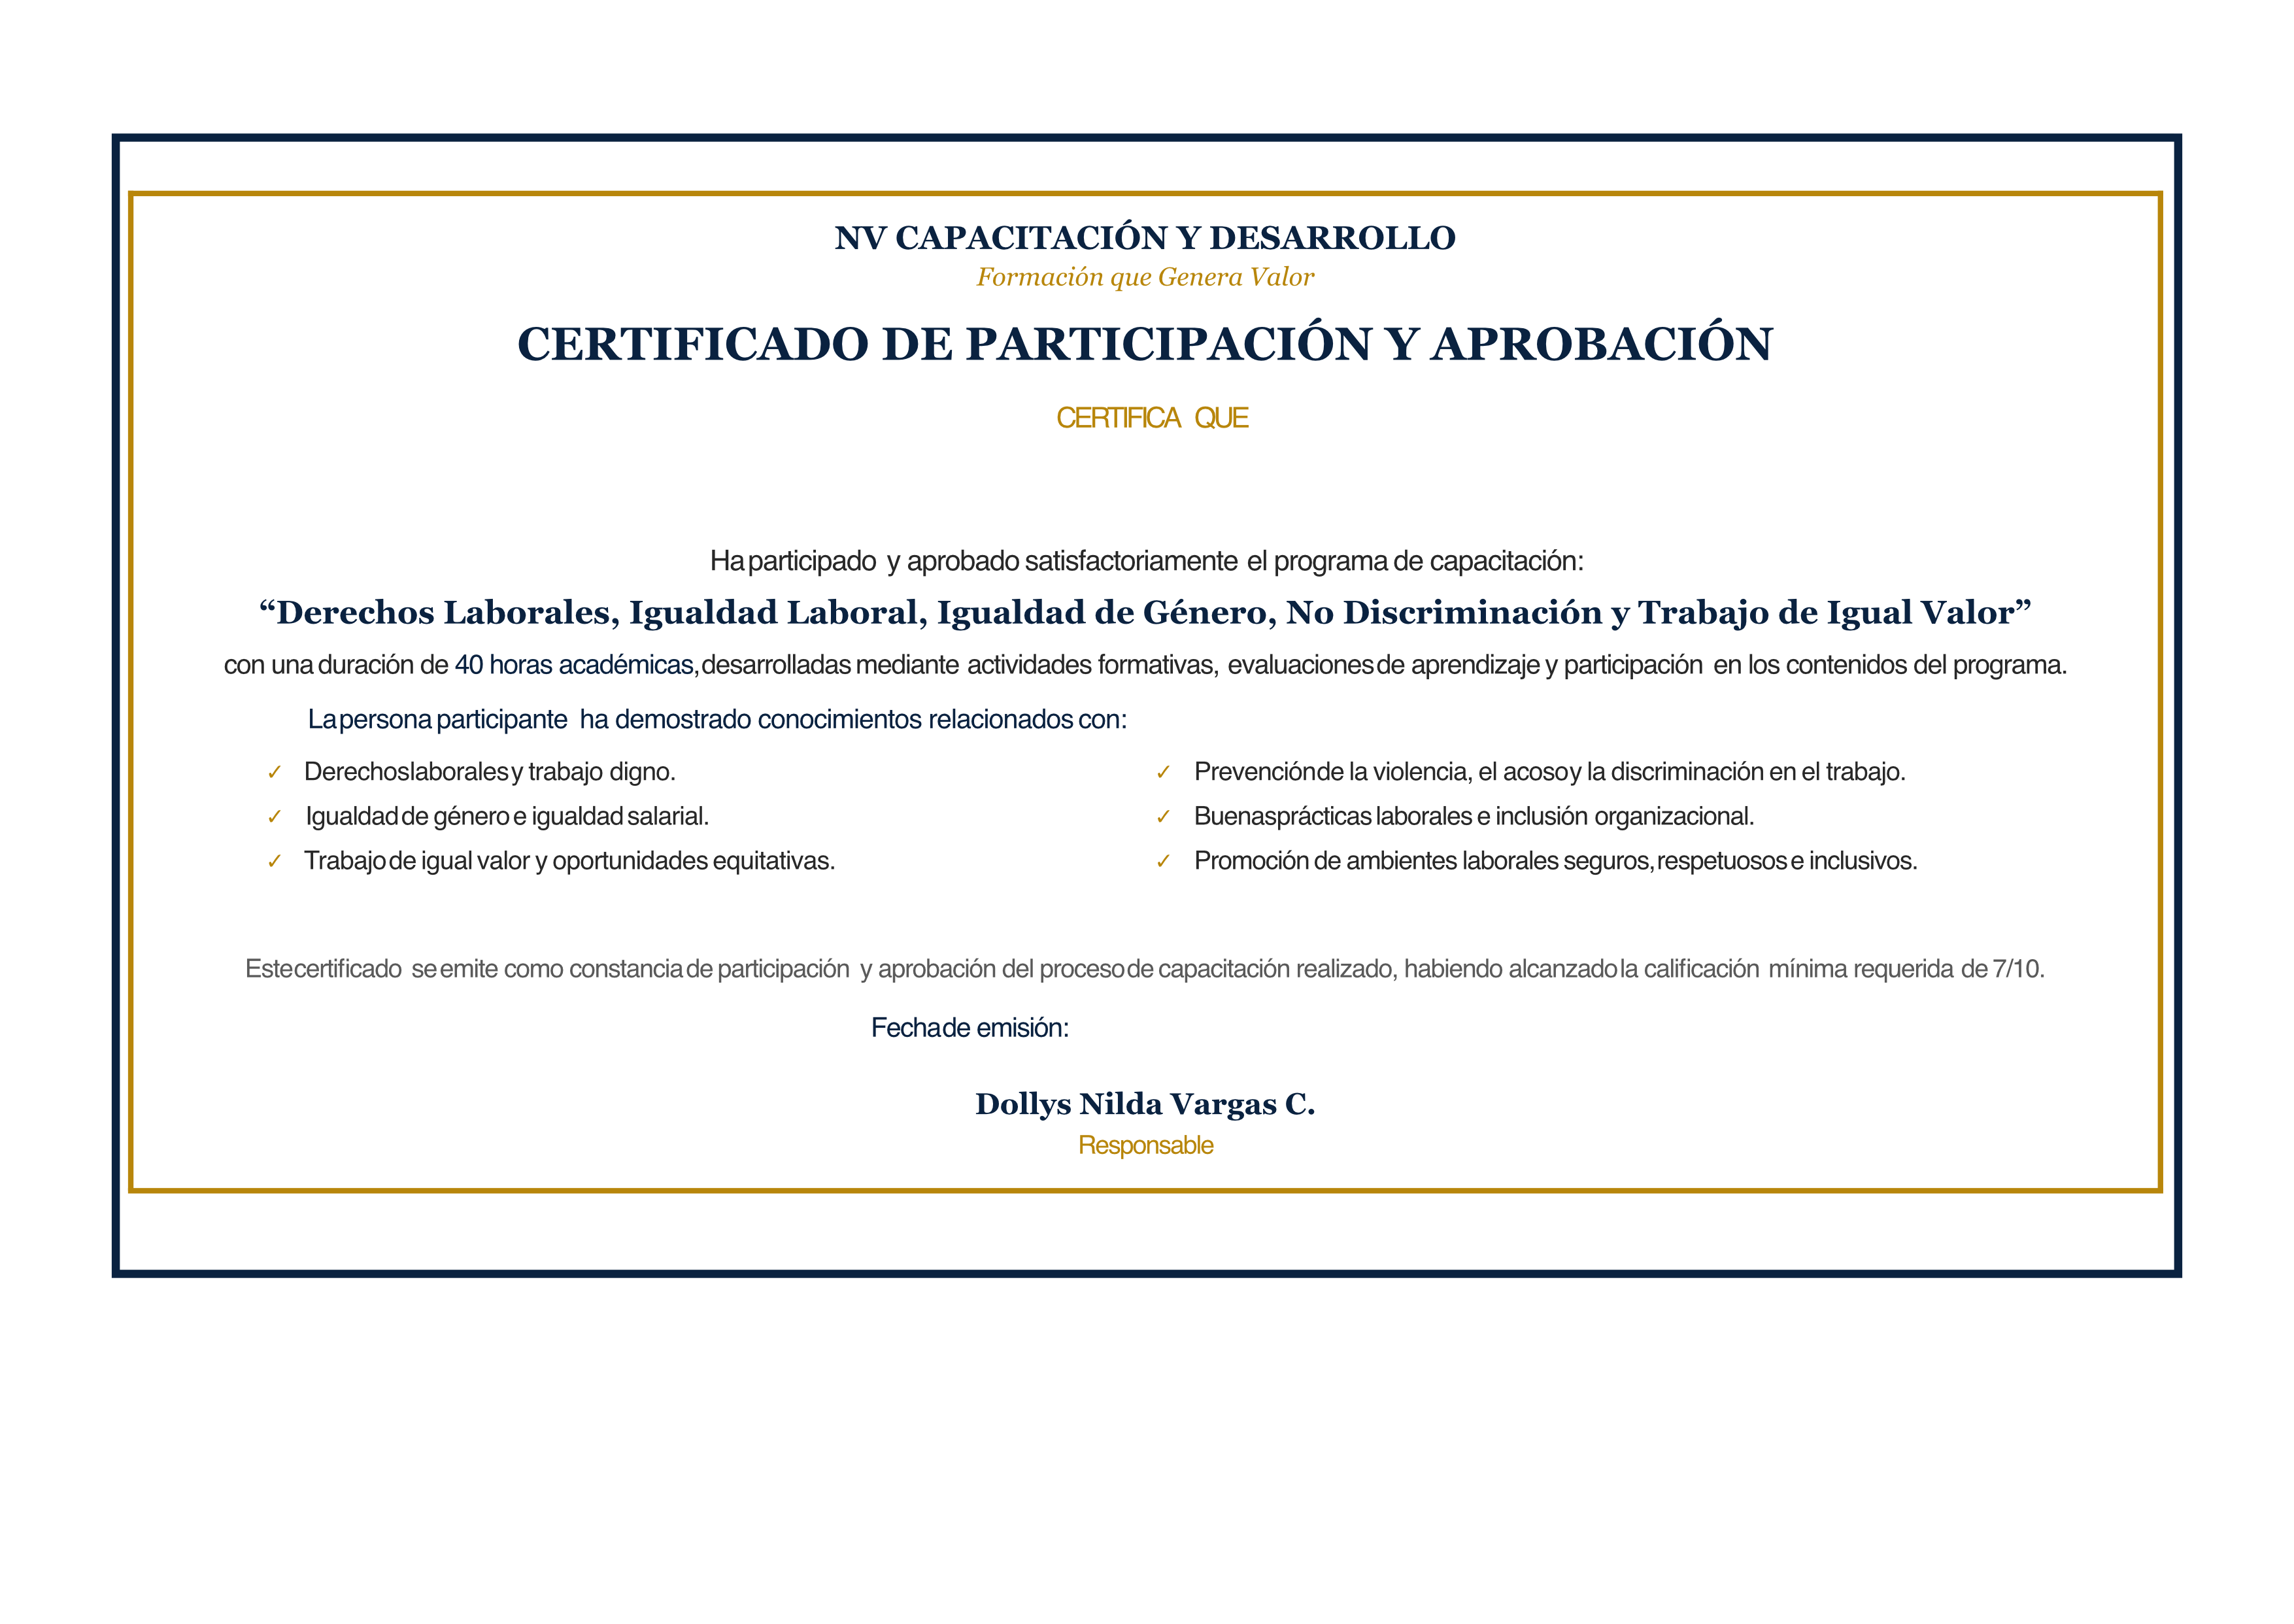 NV CAPACITACIÓN Y DESARROLLO
Formación que Genera Valor
CERTIFICADO DE PARTICIPACIÓN Y APROBACIÓN
CERTIFICA QUE
Ha participado y aprobado satisfactoriamente el programa de capacitación:
“Derechos Laborales, Igualdad Laboral, Igualdad de Género, No Discriminación y Trabajo de Igual Valor”
con una duración de 40 horas académicas, desarrolladas mediante actividades formativas, evaluaciones de aprendizaje y participación en los contenidos del programa.
La persona participante ha demostrado conocimientos relacionados con:
✓ Derechos laborales y trabajo digno.
✓ Igualdad de género e igualdad salarial.
✓ Trabajo de igual valor y oportunidades equitativas.
✓ Prevención de la violencia, el acoso y la discriminación en el trabajo.
✓ Buenas prácticas laborales e inclusión organizacional.
✓ Promoción de ambientes laborales seguros, respetuosos e inclusivos.
Este certificado se emite como constancia de participación y aprobación del proceso de capacitación realizado, habiendo alcanzado la calificación mínima requerida de 7/10.
Fecha de emisión:
Dollys Nilda Vargas C.
Responsable